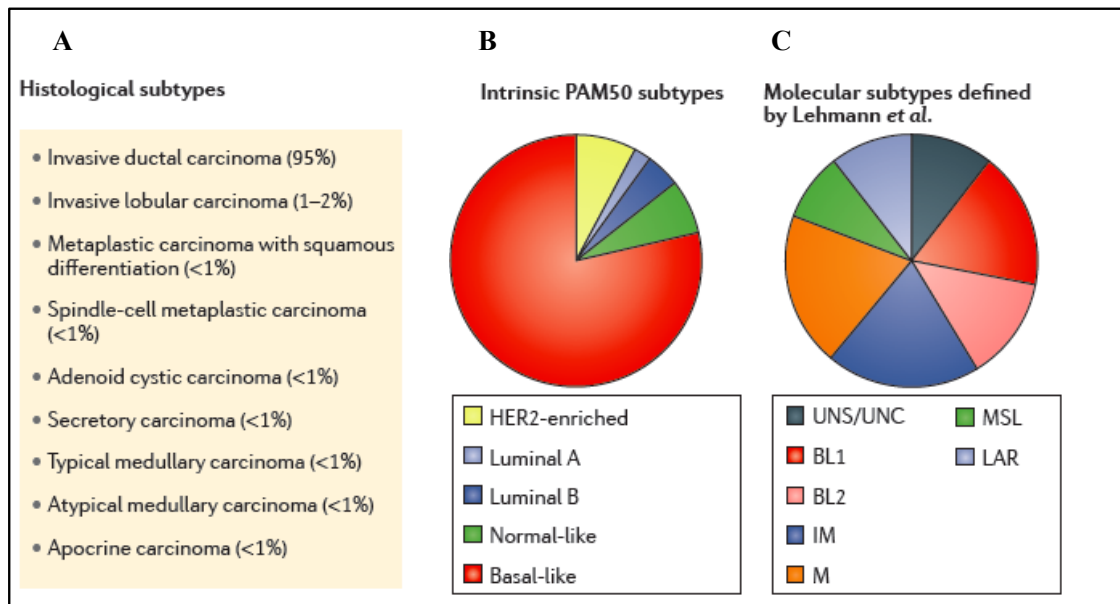 A
Histological subtypes
• Invasive ductal carcinoma (95%)
• Invasive lobular carcinoma (1–2%)
• Metaplastic carcinoma with squamous
differentiation (<1%)
• Spindle-cell metaplastic carcinoma
(<1%)
• Adenoid cystic carcinoma (<1%)
• Secretory carcinoma (<1%)
• Typical medullary carcinoma (<1%)
• Atypical medullary carcinoma (<1%)
• Apocrine carcinoma (<1%)
B
Intrinsic PAM50 subtypes
HER2-enriched
Luminal A
Luminal B
Normal-like
Basal-like
C
Molecular subtypes defined
by Lehmann et al.
UNS/UNC
BL1
BL2
IM
M
MSL
LAR